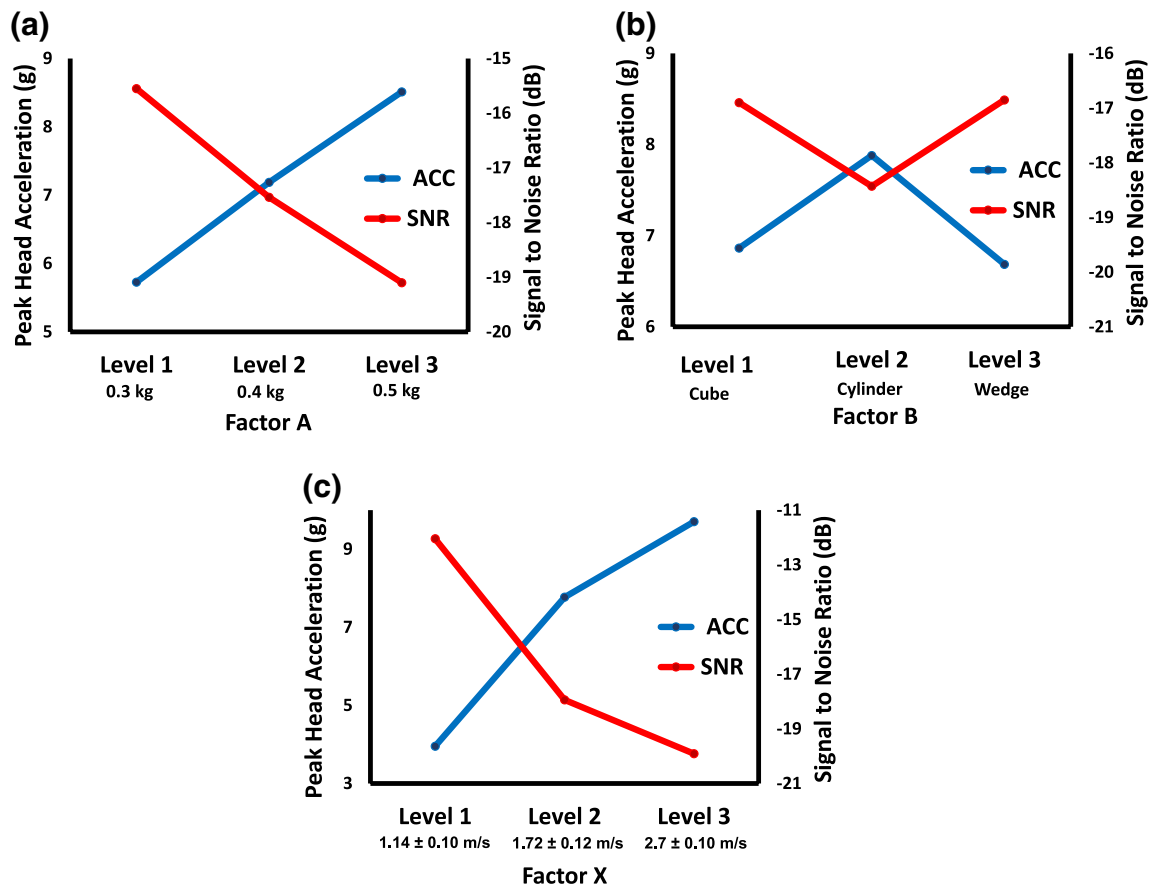 (a)
Peak Head Acceleration (g)
9
8
7
6
5
ACC
SNR
-15
-16
-17
-18
-19
-20
Signal to Noise Ratio (dB)
Level 1 Level 2 Level 3
0.3 kg 0.4 kg 0.5 kg
Factor A
(b)
Peak Head Acceleration (g)
9
8
7
6
ACC
SNR
-16
-17
-18
-19
-20
-21
Signal to Noise Ratio (dB)
Level 1 Level 2 Level 3
Cube Cylinder Wedge
Factor B
(c)
Peak Head Acceleration (g)
9
7
5
3
ACC
SNR
-11
-13
-15
-17
-19
-21
Signal to Noise Ratio (dB)
Level 1 Level 2 Level 3
1.14 ± 0.10 m/s 1.72 ± 0.12 m/s 2.7 ± 0.10 m/s
Factor X